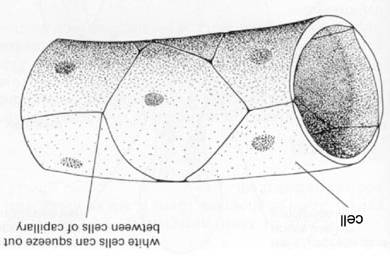 white cells can squeeze out
between cells of capillary
cell